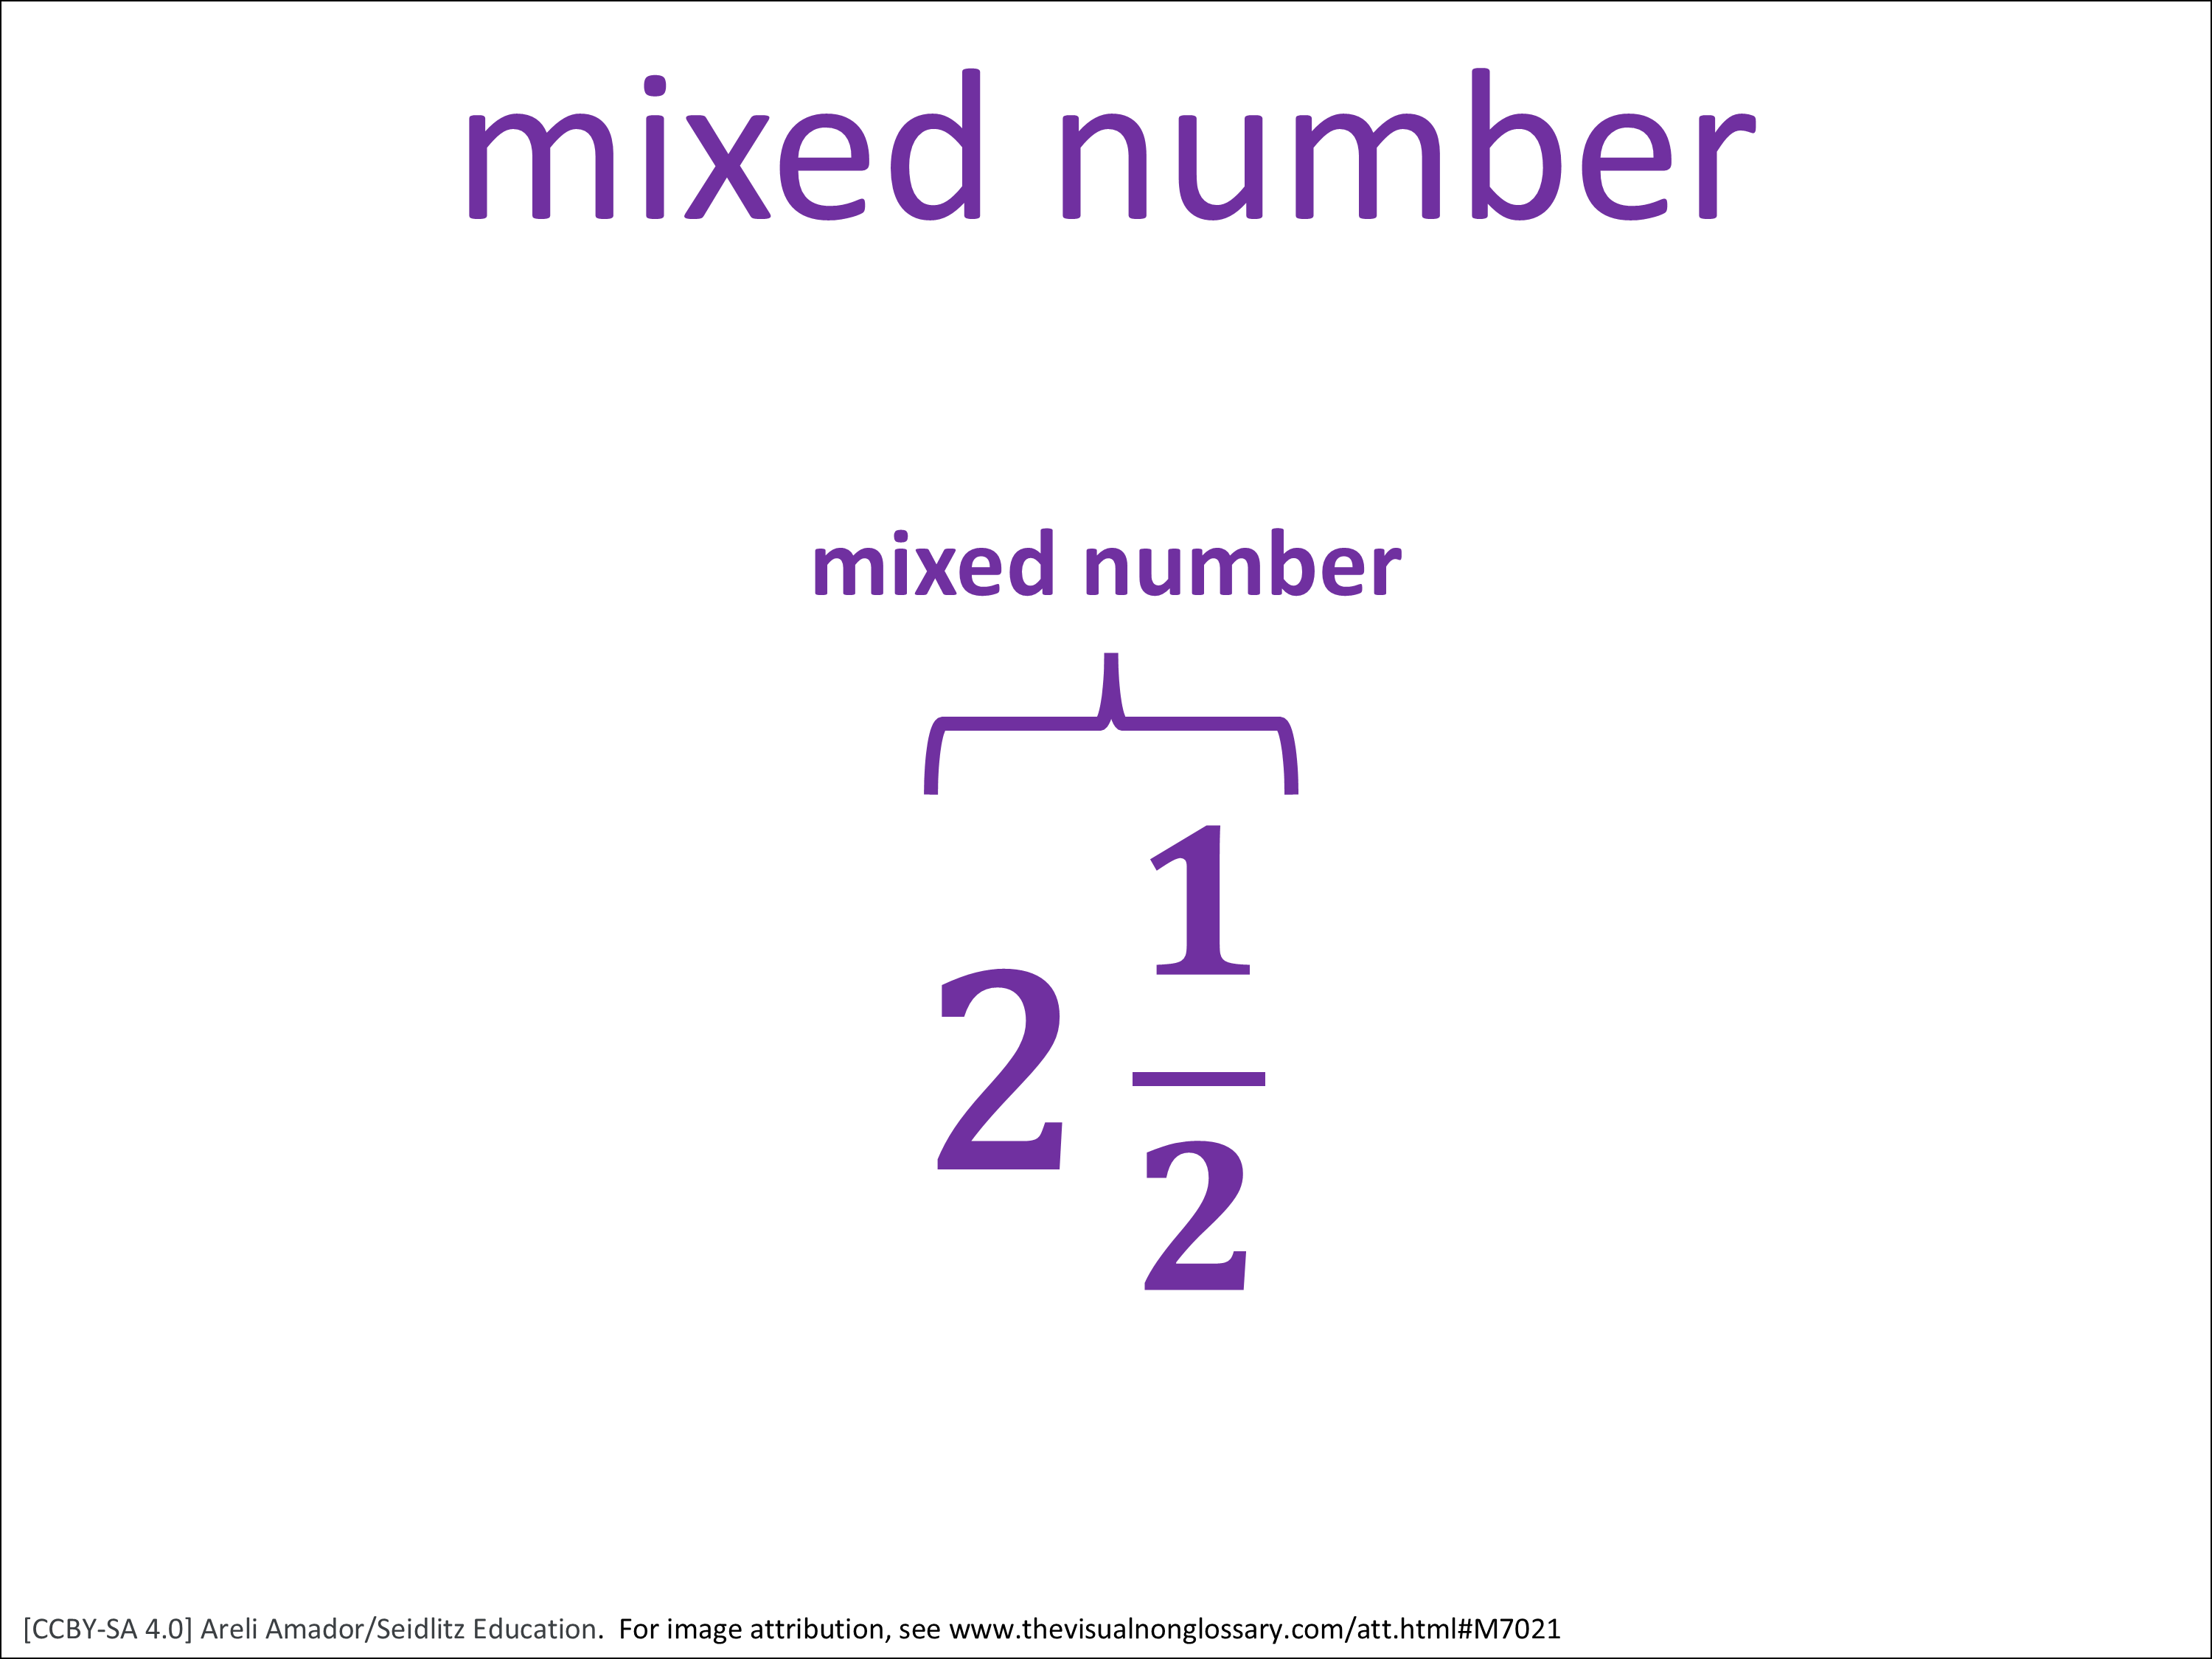 mixed number
mixed number
2 1/2
[CCBY-SA 4.0] Areli Amador/Seidlitz Education. For image attribution, see www.thevisualnonglossary.com/att.html#M7021